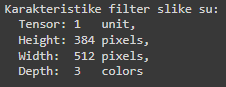 Karakteristike filter slike su:
Tensor: 1 unit,
Height: 384 pixels,
Width: 512 pixels,
Depth: 3 colors